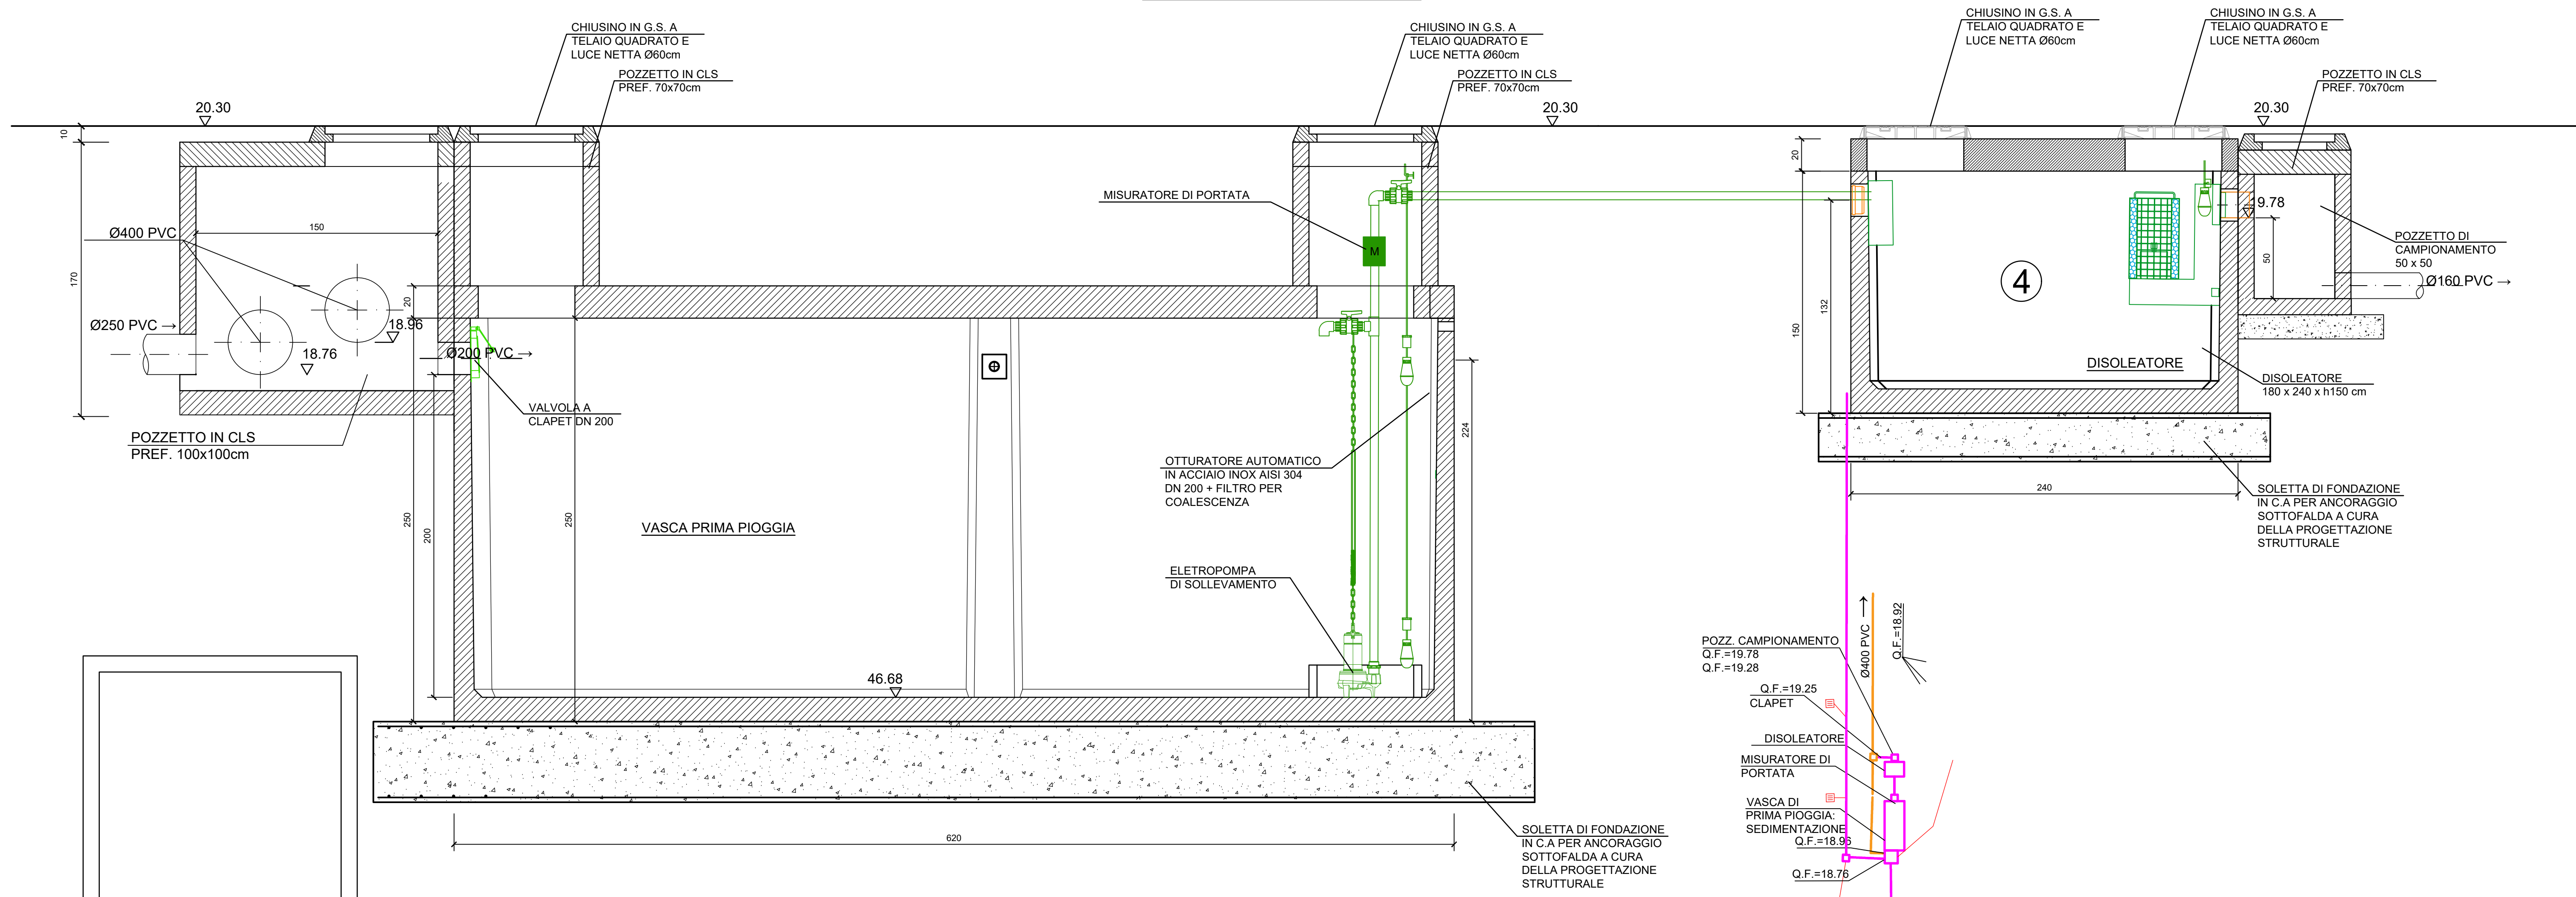 CHIUSINO IN G.S. A
TELAIO QUADRATO E
LUCE NETTA Ø60cm
POZZETTO IN CLS
PREF. 70x70cm
CHIUSINO IN G.S. A
TELAIO QUADRATO E
LUCE NETTA Ø60cm
POZZETTO IN CLS
PREF. 70x70cm
CHIUSINO IN G.S. A
TELAIO QUADRATO E
LUCE NETTA Ø60cm
CHIUSINO IN G.S. A
TELAIO QUADRATO E
LUCE NETTA Ø60cm
POZZETTO IN CLS
PREF. 70x70cm
20.30
20.30
20.30
10
170
150
Ø400 PVC
Ø250 PVC →
18.76
18.96
Ø200 PVC →
20
VALVOLA A
CLAPET DN 200
POZZETTO IN CLS
PREF. 100x100cm
250
200
250
VASCA PRIMA PIOGGIA
46.68
MISURATORE DI PORTATA
M
OTTURATORE AUTOMATICO
IN ACCIAIO INOX AISI 304
DN 200 + FILTRO PER
COALESCENZA
ELETROPOMPA
DI SOLLEVAMENTO
224
620
SOLETTA DI FONDAZIONE
IN C.A PER ANCORAGGIO
SOTTOFALDA A CURA
DELLA PROGETTAZIONE
STRUTTURALE
20
150
132
4
19.78
50
POZZETTO DI
CAMPIONAMENTO
50 x 50
Ø160 PVC →
DISOLEATORE
DISOLEATORE
180 x 240 x h150 cm
240
SOLETTA DI FONDAZIONE
IN C.A PER ANCORAGGIO
SOTTOFALDA A CURA
DELLA PROGETTAZIONE
STRUTTURALE
Ø400 PVC →
Q.F.=18.92
POZZ. CAMPIONAMENTO
Q.F.=19.78
Q.F.=19.28
Q.F.=19.25
CLAPET
DISOLEATORE
MISURATORE DI
PORTATA
VASCA DI
PRIMA PIOGGIA:
SEDIMENTAZIONE
Q.F.=18.96
Q.F.=18.76